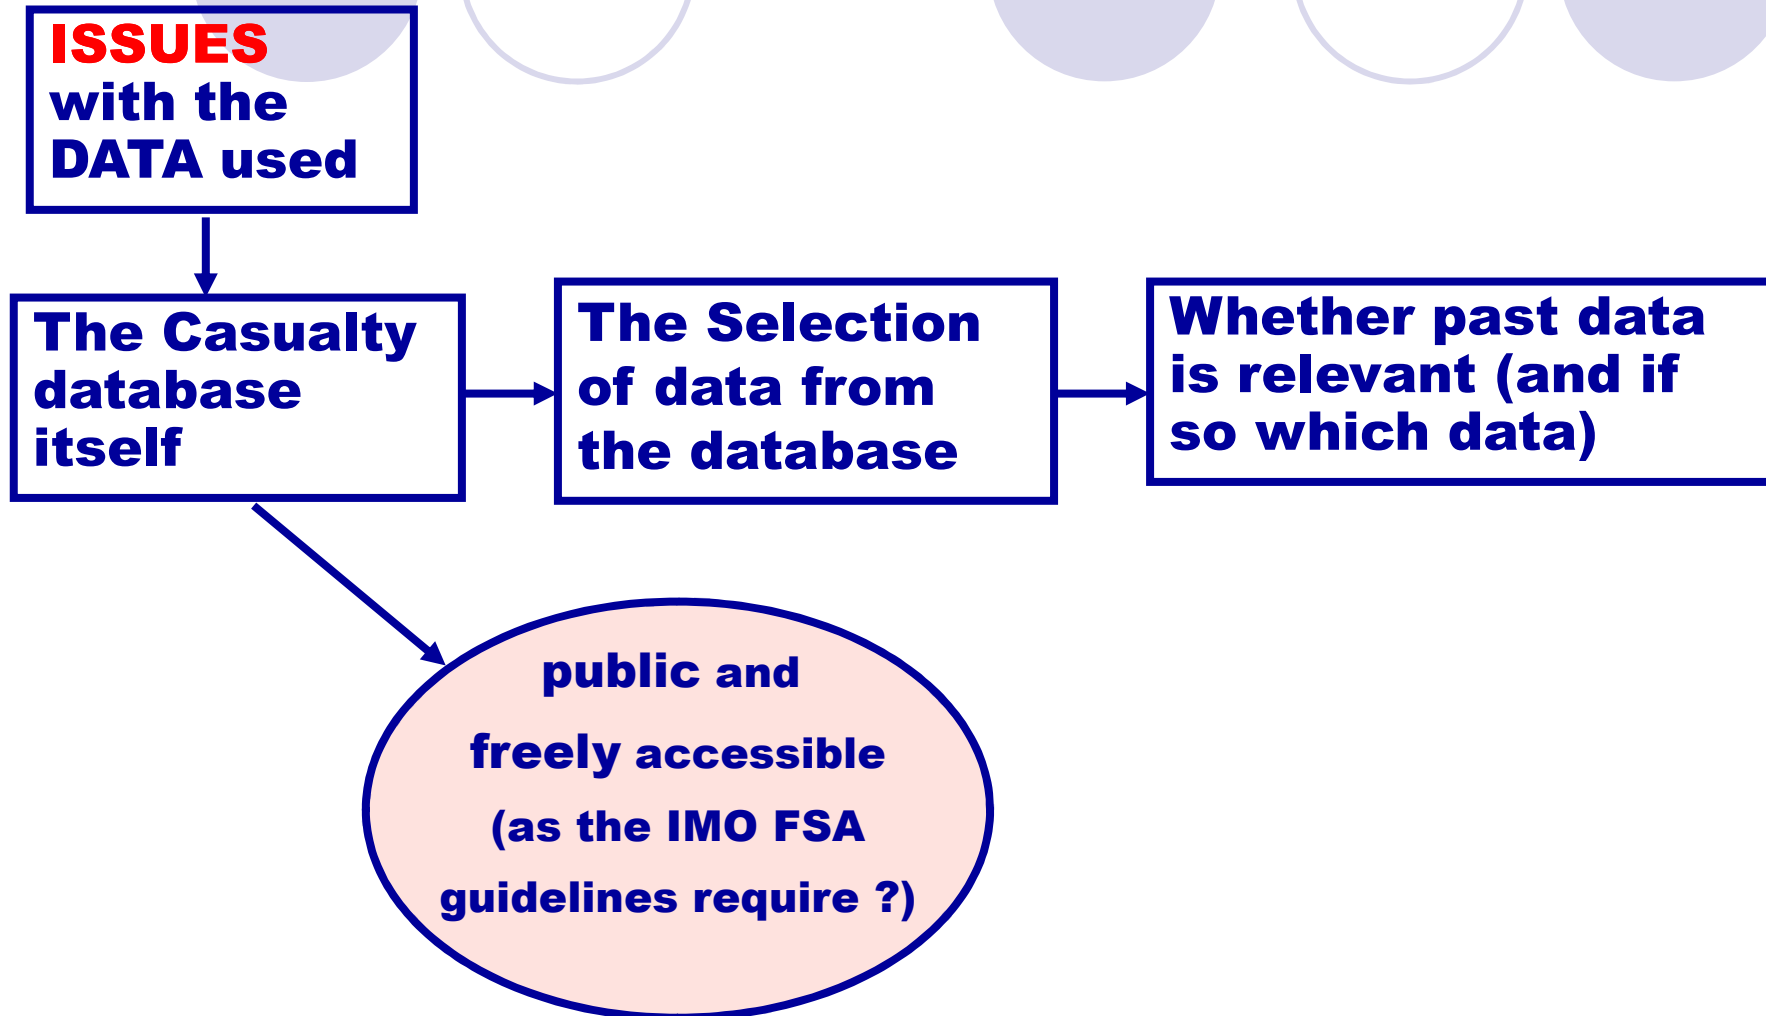 ISSUES
with the
DATA used
The Casualty
database
itself
The Selection
of data from
the database
Whether past data
is relevant (and if
so which data)
public and
freely accessible
(as the IMO FSA
guidelines require ?)